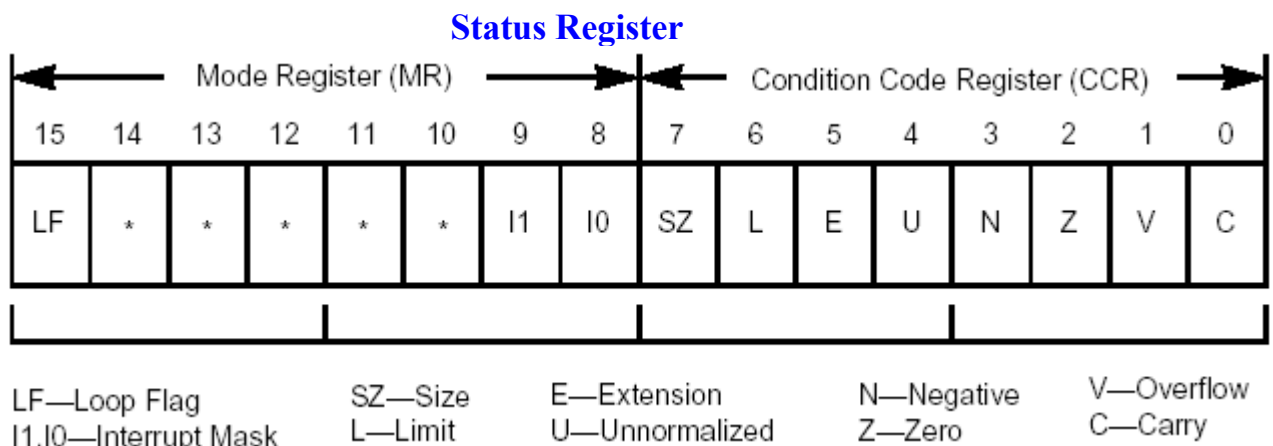 Status Register
Mode Register (MR) Condition Code Register (CCR)
15 14 13 12 11 10 9 8 7 6 5 4 3 2 1 0
LF * * * * * I1 I0 SZ L E U N Z V C
LF—Loop Flag SZ—Size E—Extension N—Negative V—Overflow
I1,I0—Interrupt Mask L—Limit U—Unnormalized Z—Zero C—Carry